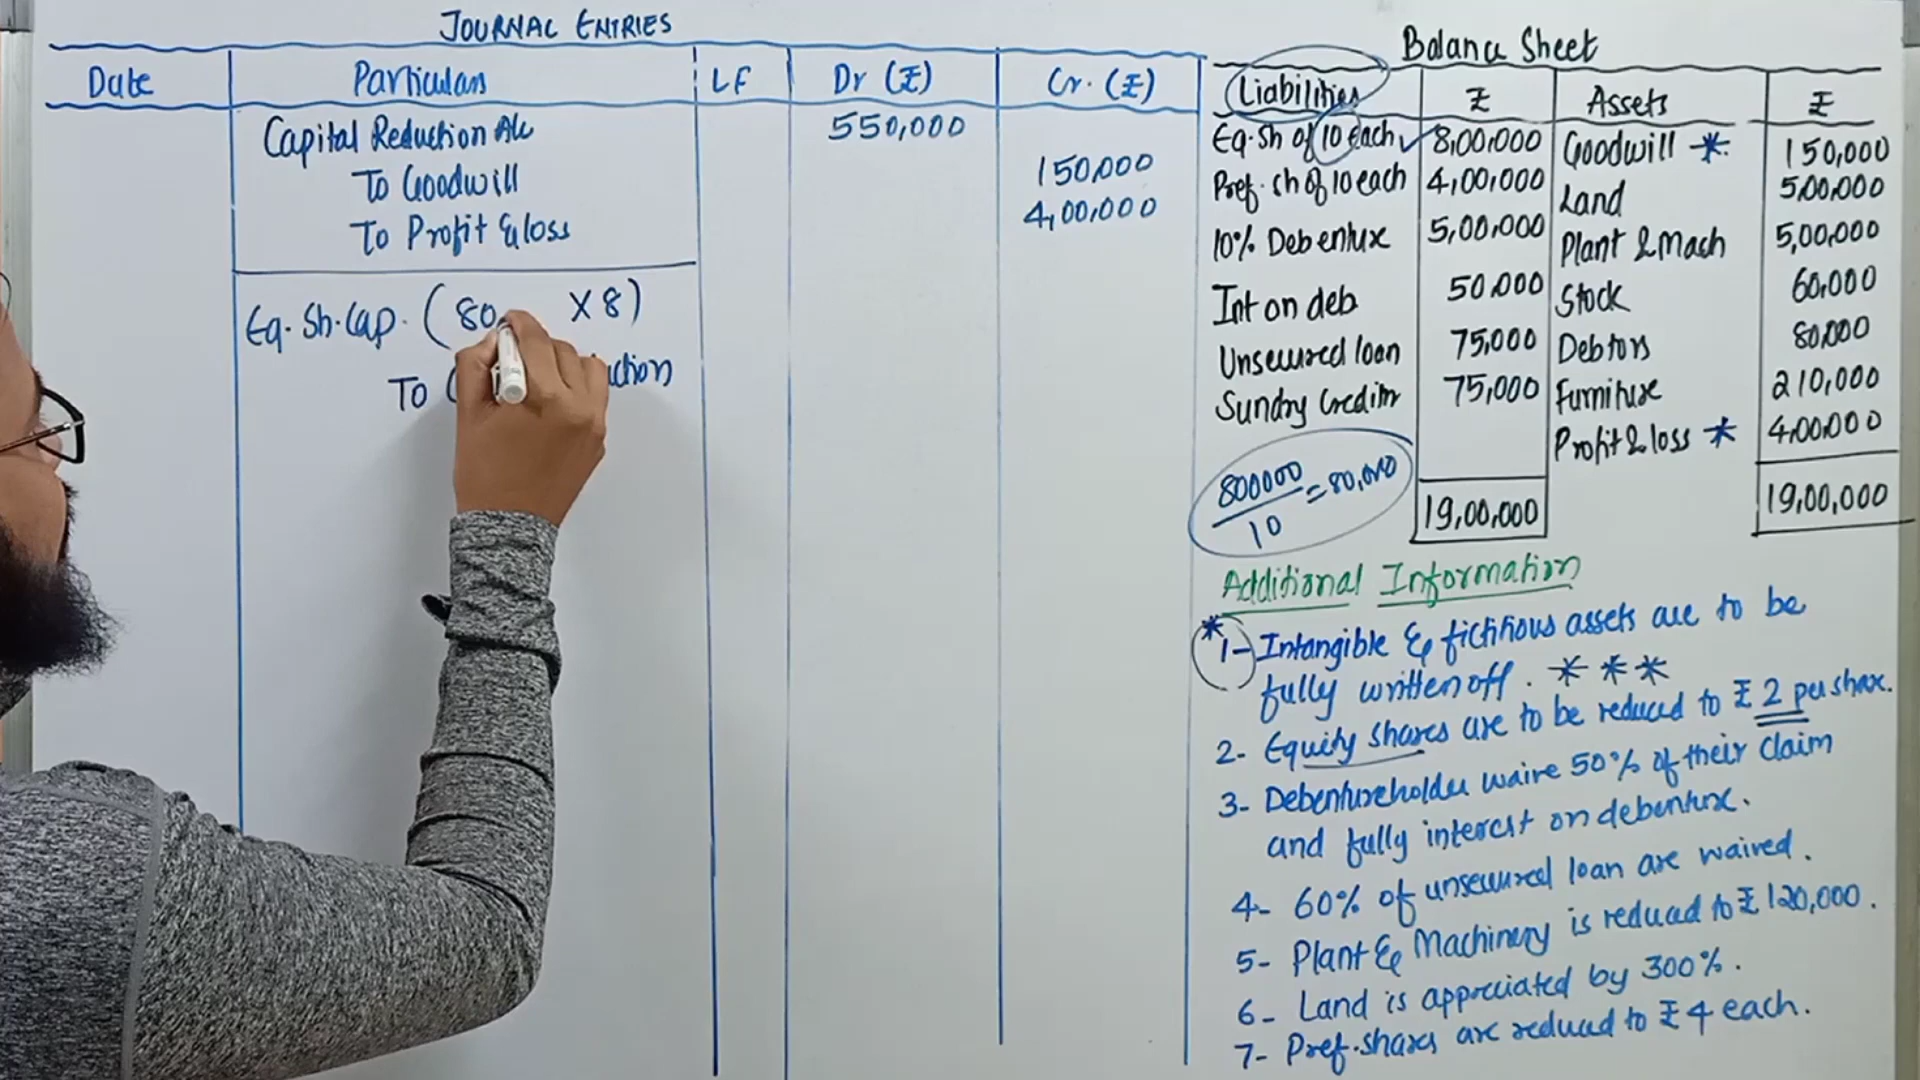 JOURNAL ENTRIES
Date Particulars LF Dr (₹) Cr. (₹)
Capital Reduction A/c 550,000
To Goodwill 150,000
To Profit & loss 4,00,000
Eq. Sh. Cap. (80, X 8)
To
Balance Sheet
Liabilities ₹ Assets ₹
Eq. Sh of 10 each ✓ 8,00,000 Goodwill * 150,000
Pref. sh of 10 each 4,00,000 Land 5,00,000
10% Debenture 5,00,000 Plant & Mach 5,00,000
Int on deb 50,000 Stock 60,000
Unsecured loan 75,000 Debtors 80,000
Sundry Creditor 75,000 Furniture 210,000
Profit & loss * 4,00,000
19,00,000 19,00,000
800000/10 = 80,000
Additional Information
* 1- Intangible & fictitious assets are to be
fully written off. * * *
2- Equity shares are to be reduced to ₹ 2 per share.
3- Debentureholder waive 50% of their claim
and fully interest on debenture.
4- 60% of unsecured loan are waived.
5- Plant & Machinery is reduced to ₹ 120,000.
6- Land is appreciated by 300%.
7- Pref. shares are reduced to ₹ 4 each.